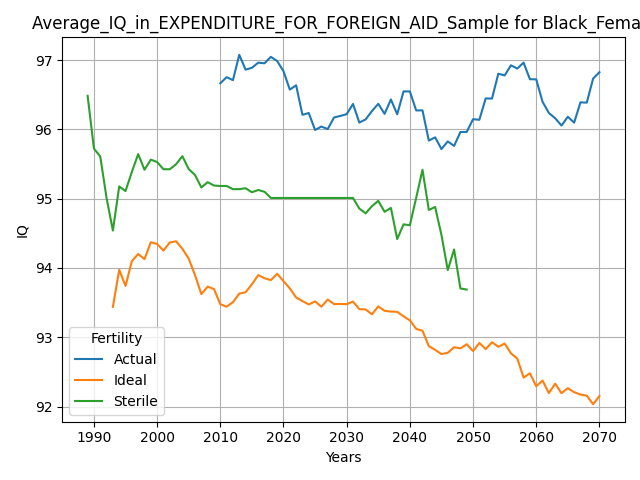 Average_IQ_in_EXPENDITURE_FOR_FOREIGN_AID_Sample for Black_Fema
97
96
95
94
93
92
IQ
Fertility
Actual
Ideal
Sterile
1990 2000 2010 2020 2030 2040 2050 2060 2070
Years